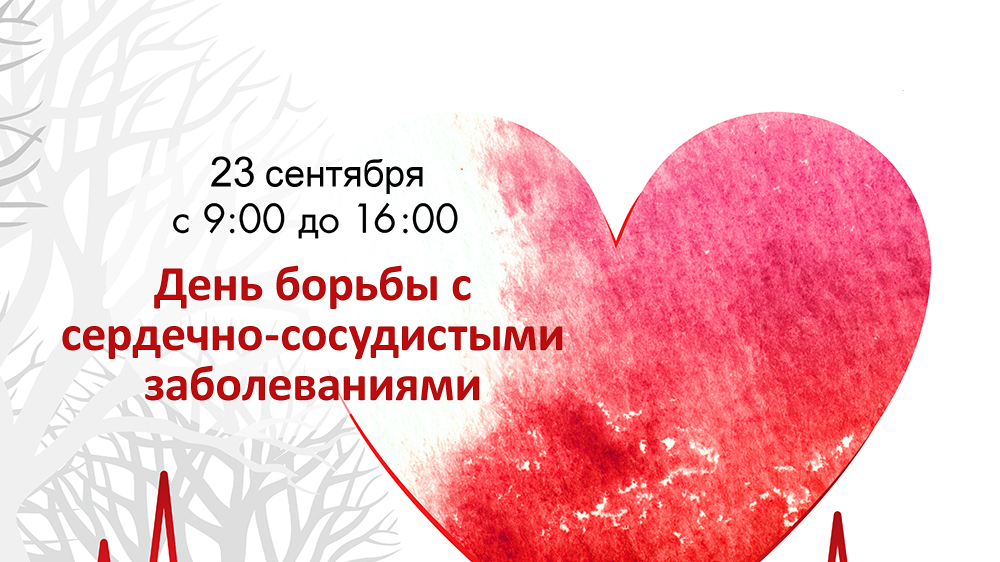 23 сентября
с 9:00 до 16:00
День борьбы с
сердечно-сосудистыми
заболеваниями